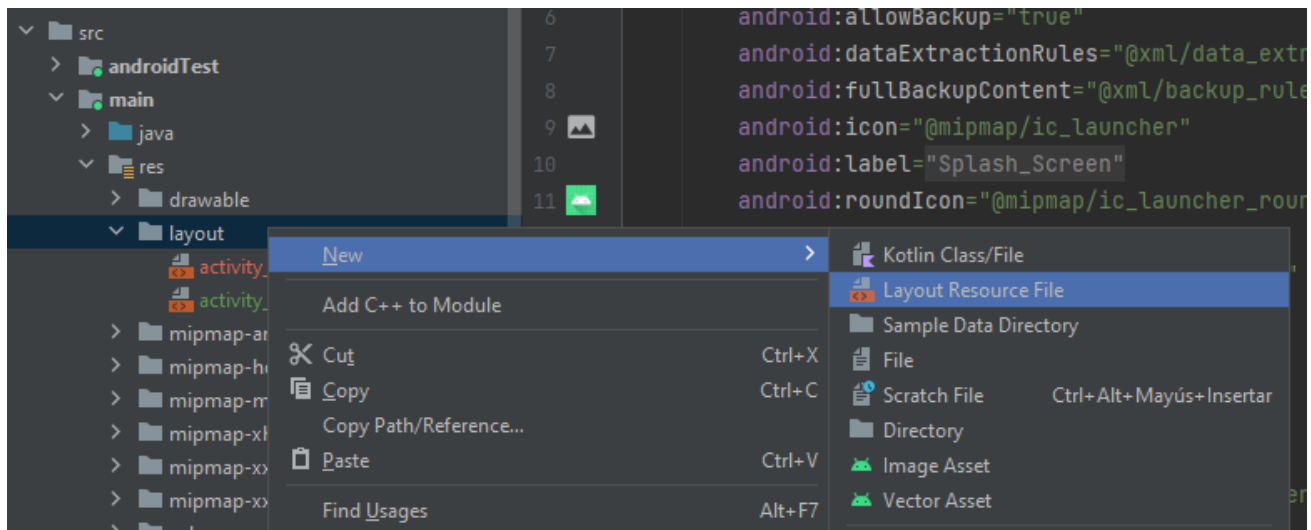 src
androidTest
main
java
res
drawable
layout
activity_
activity_
mipmap-
mipmap-
mipmap-
mipmap-
mipmap-xx
mipmap-xx
6 android:allowBackup="true"
7 android:dataExtractionRules="@xml/data_extr
8 android:fullBackupContent="@xml/backup_rule
9 android:icon="@mipmap/ic_launcher"
10 android:label="Splash_Screen"
11 android:roundIcon="@mipmap/ic_launcher_roun
New
Add C++ to Module
Cut Ctrl+X
Copy Ctrl+C
Copy Path/Reference...
Paste Ctrl+V
Find Usages Alt+F7
Kotlin Class/File
Layout Resource File
Sample Data Directory
File
Scratch File Ctrl+Alt+Mayús+Insertar
Directory
Image Asset
Vector Asset